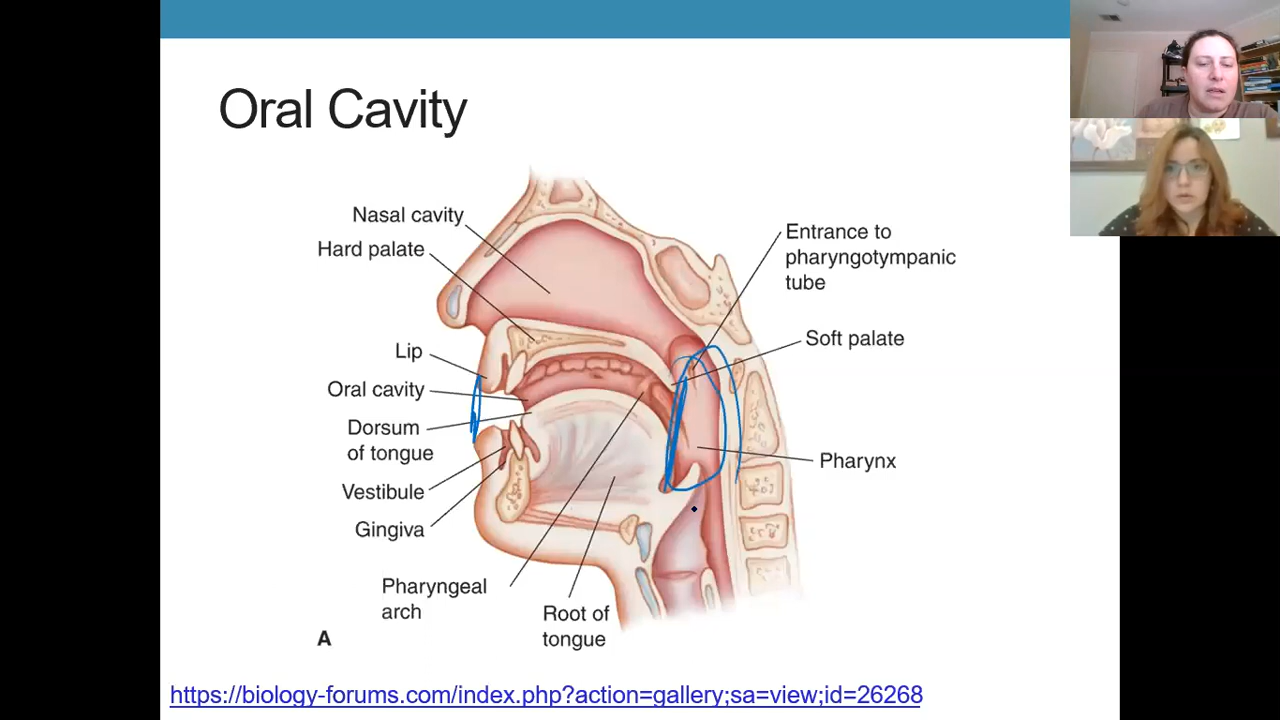 Oral Cavity
Nasal cavity
Hard palate
Lip
Oral cavity
Dorsum
of tongue
Vestibule
Gingiva
Pharyngeal
arch
Root of
tongue
Entrance to
pharyngotympanic
tube
Soft palate
Pharynx
A
https://biology-forums.com/index.php?action=gallery;sa=view;id=26268